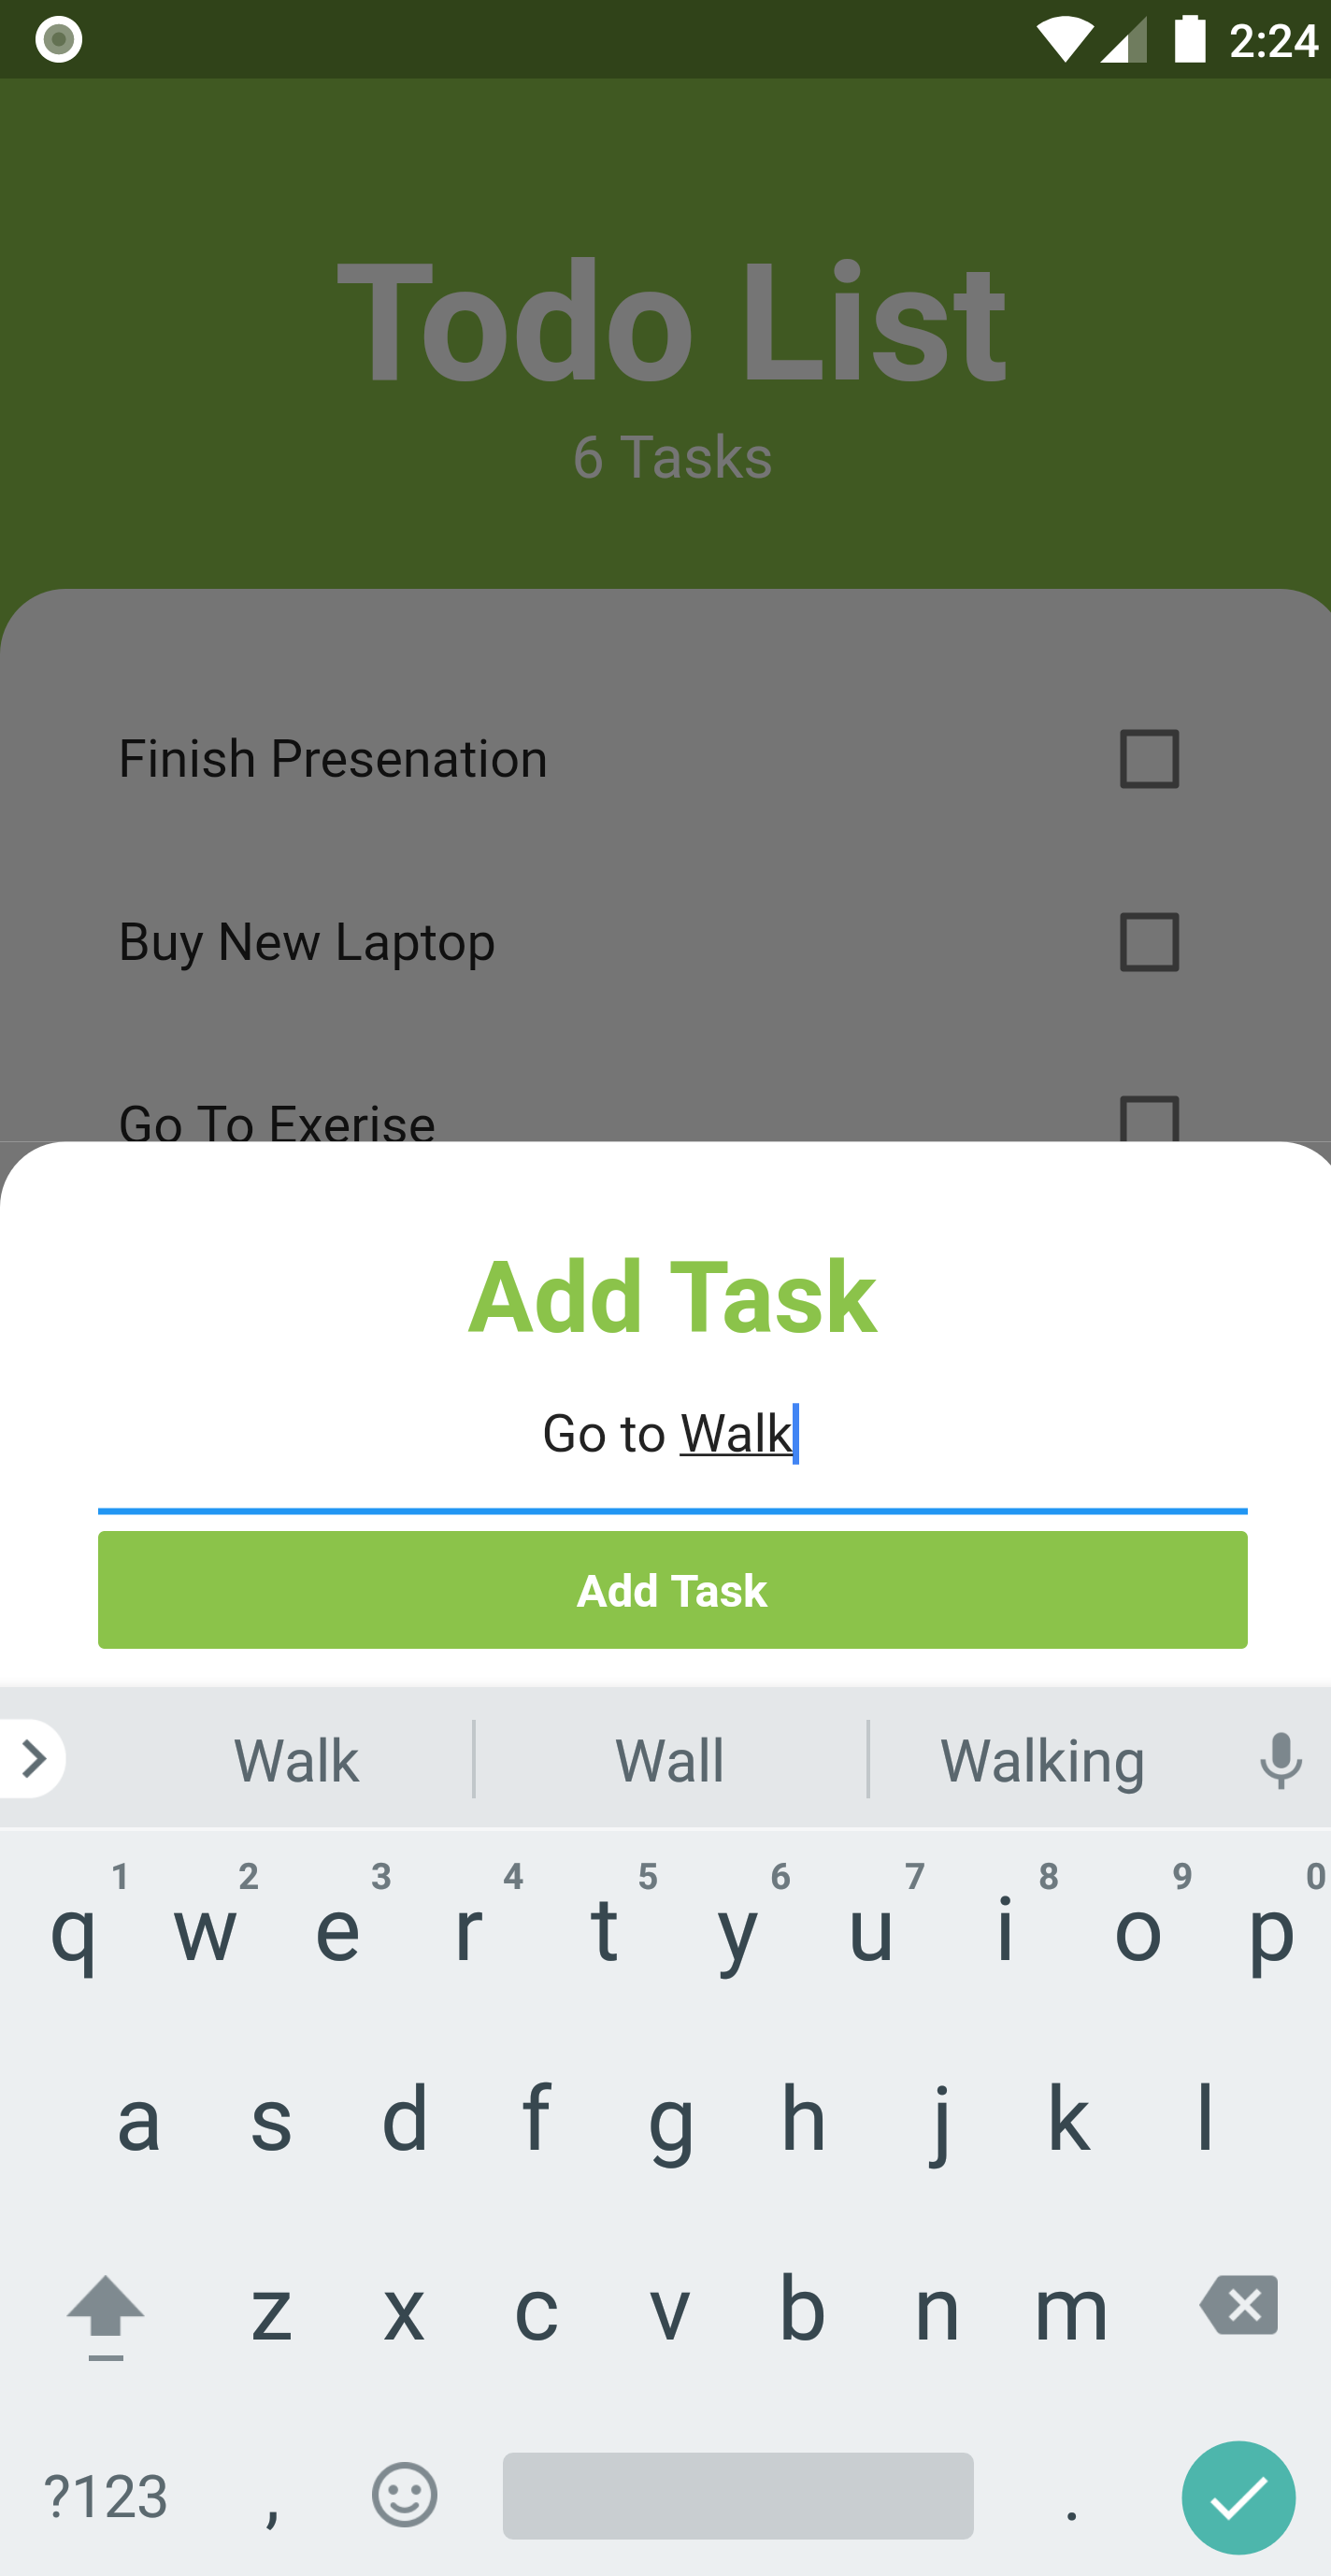 2:24
Todo List
6 Tasks
Finish Presenation
Buy New Laptop
Go To Exerise
Add Task
Go to Walk
Add Task
Walk Wall Walking
1 2 3 4 5 6 7 8 9 0
q w e r t y u i o p
a s d f g h j k l
z x c v b n m
?123 , .